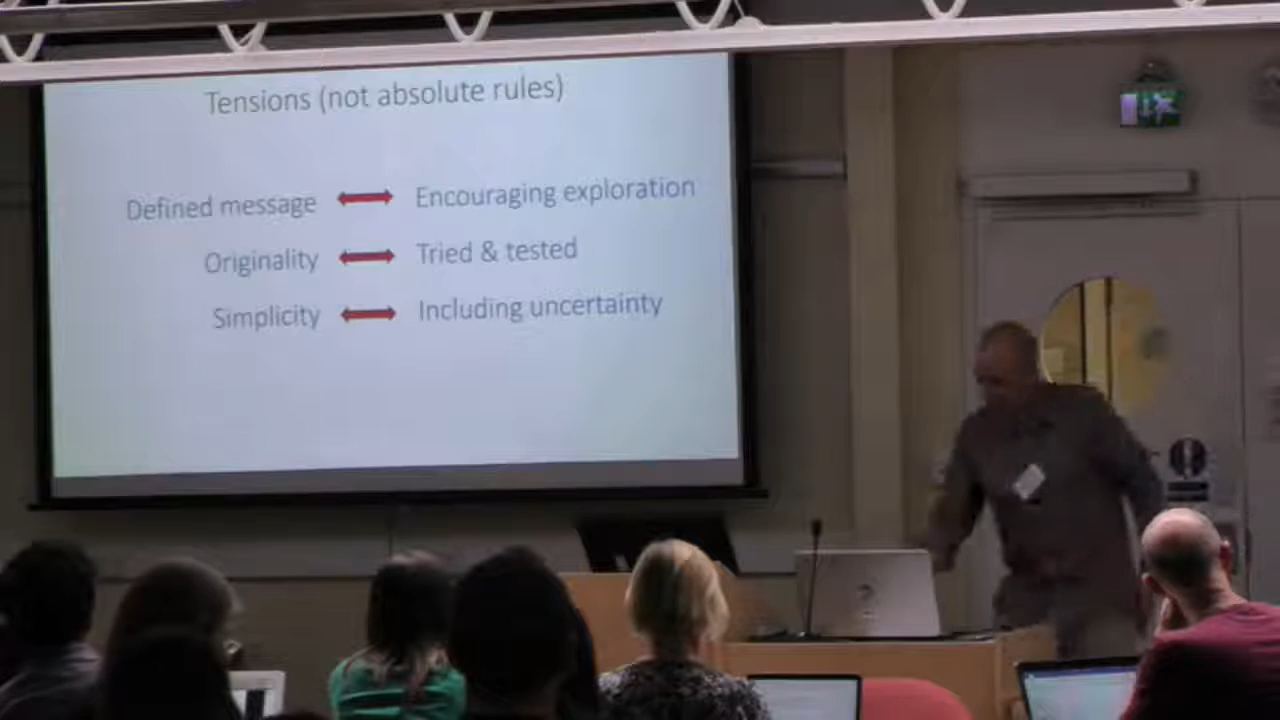 Tensions (not absolute rules)
Defined message Encouraging exploration
Originality Tried & tested
Simplicity Including uncertainty